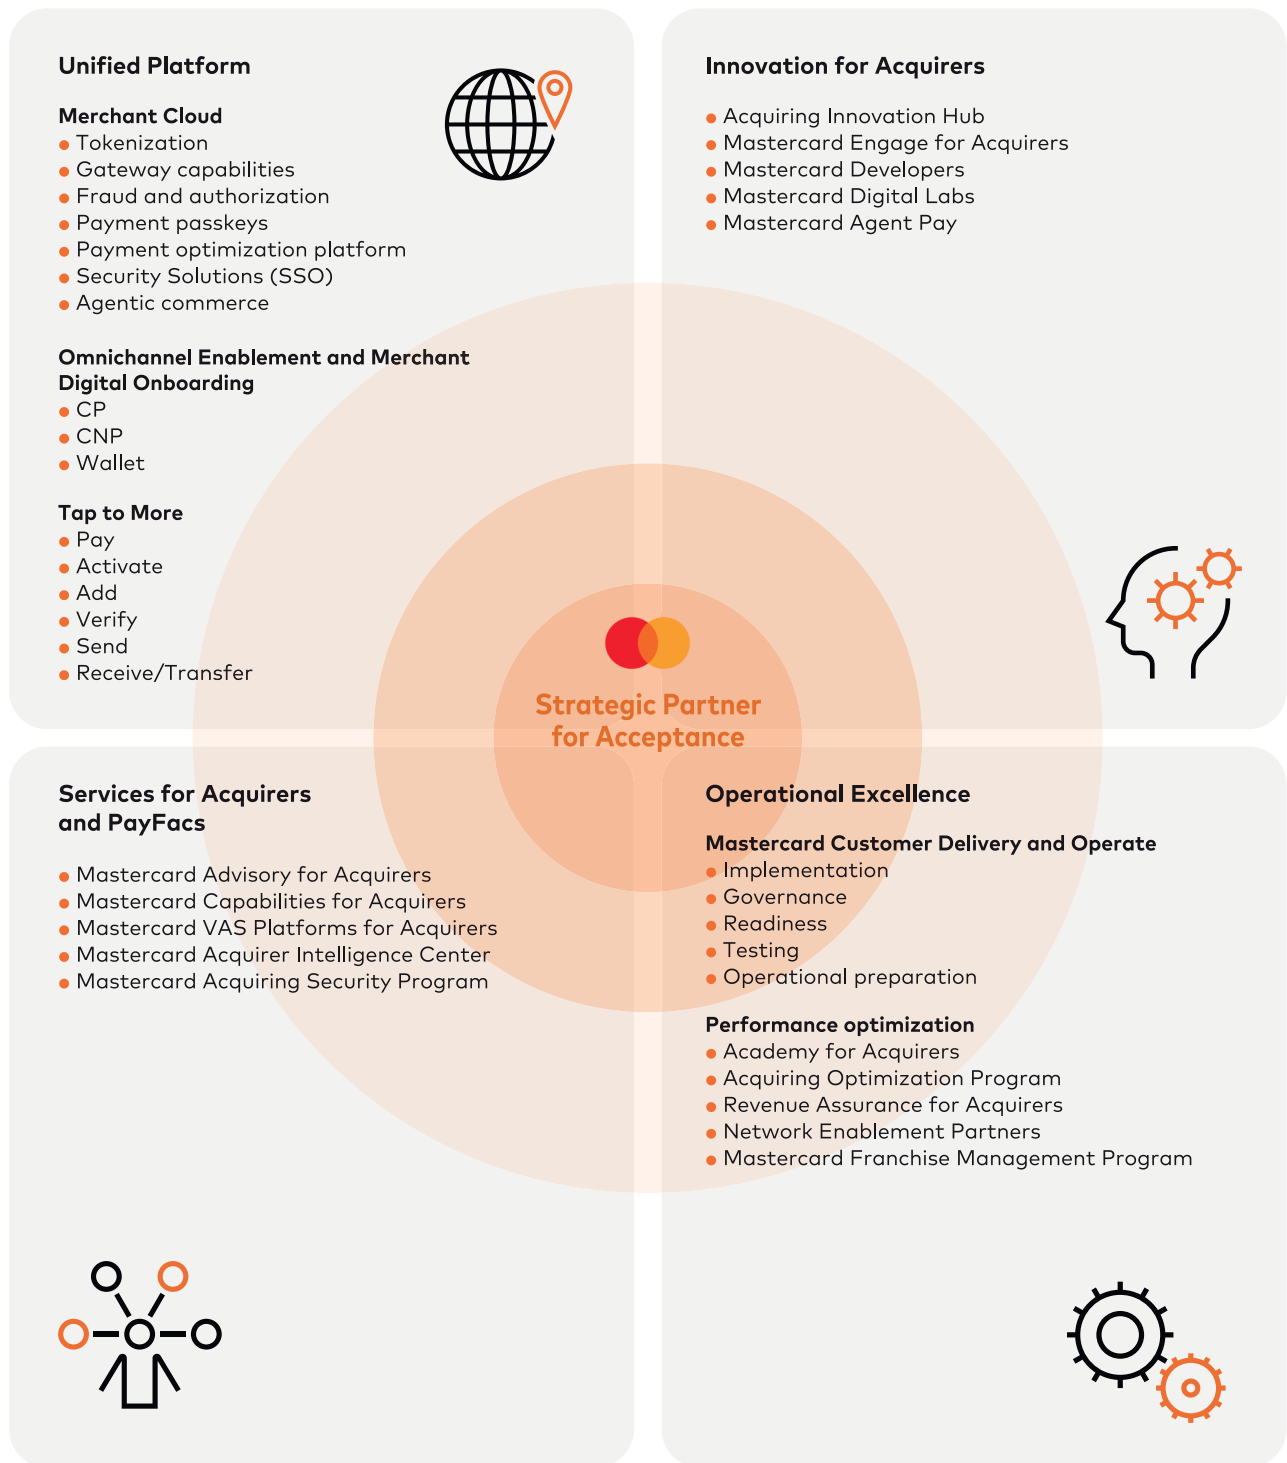 Unified Platform
Merchant Cloud
Tokenization
Gateway capabilities
Fraud and authorization
Payment passkeys
Payment optimization platform
Security Solutions (SSO)
Agentic commerce
Omnichannel Enablement and Merchant
Digital Onboarding
CP
CNP
Wallet
Tap to More
Pay
Activate
Add
Verify
Send
Receive/Transfer
Innovation for Acquirers
Acquiring Innovation Hub
Mastercard Engage for Acquirers
Mastercard Developers
Mastercard Digital Labs
Mastercard Agent Pay
Strategic Partner
for Acceptance
Services for Acquirers
and PayFacs
Mastercard Advisory for Acquirers
Mastercard Capabilities for Acquirers
Mastercard VAS Platforms for Acquirers
Mastercard Acquirer Intelligence Center
Mastercard Acquiring Security Program
Operational Excellence
Mastercard Customer Delivery and Operate
Implementation
Governance
Readiness
Testing
Operational preparation
Performance optimization
Academy for Acquirers
Acquiring Optimization Program
Revenue Assurance for Acquirers
Network Enablement Partners
Mastercard Franchise Management Program